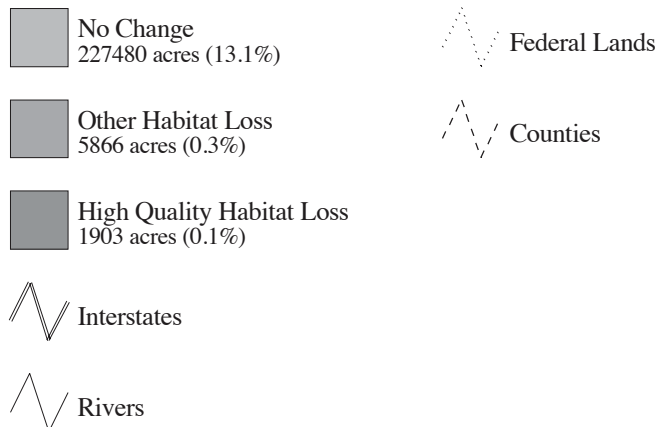 No Change
227480 acres (13.1%)
Other Habitat Loss
5866 acres (0.3%)
High Quality Habitat Loss
1903 acres (0.1%)
Interstates
Rivers
Federal Lands
Counties